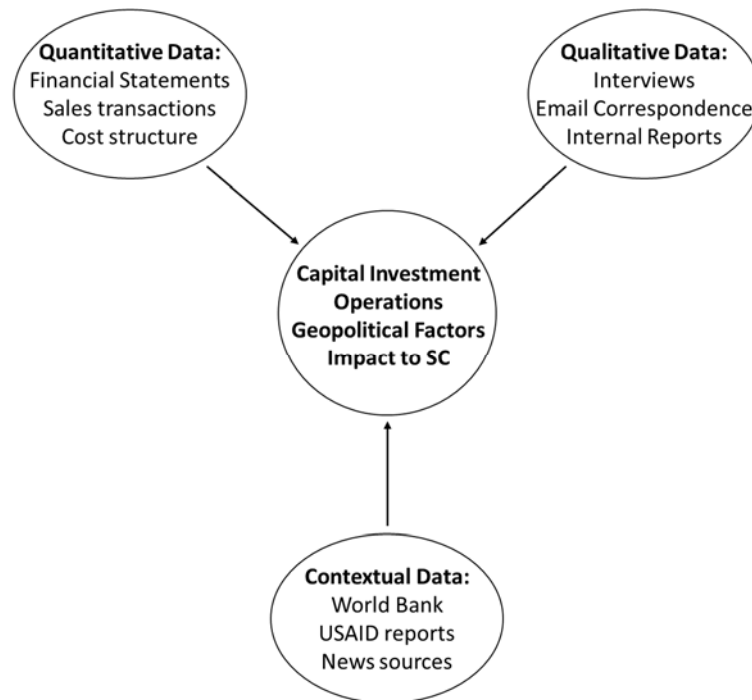 Quantitative Data:
Financial Statements
Sales transactions
Cost structure
Qualitative Data:
Interviews
Email Correspondence
Internal Reports
Capital Investment
Operations
Geopolitical Factors
Impact to SC
Contextual Data:
World Bank
USAID reports
News sources